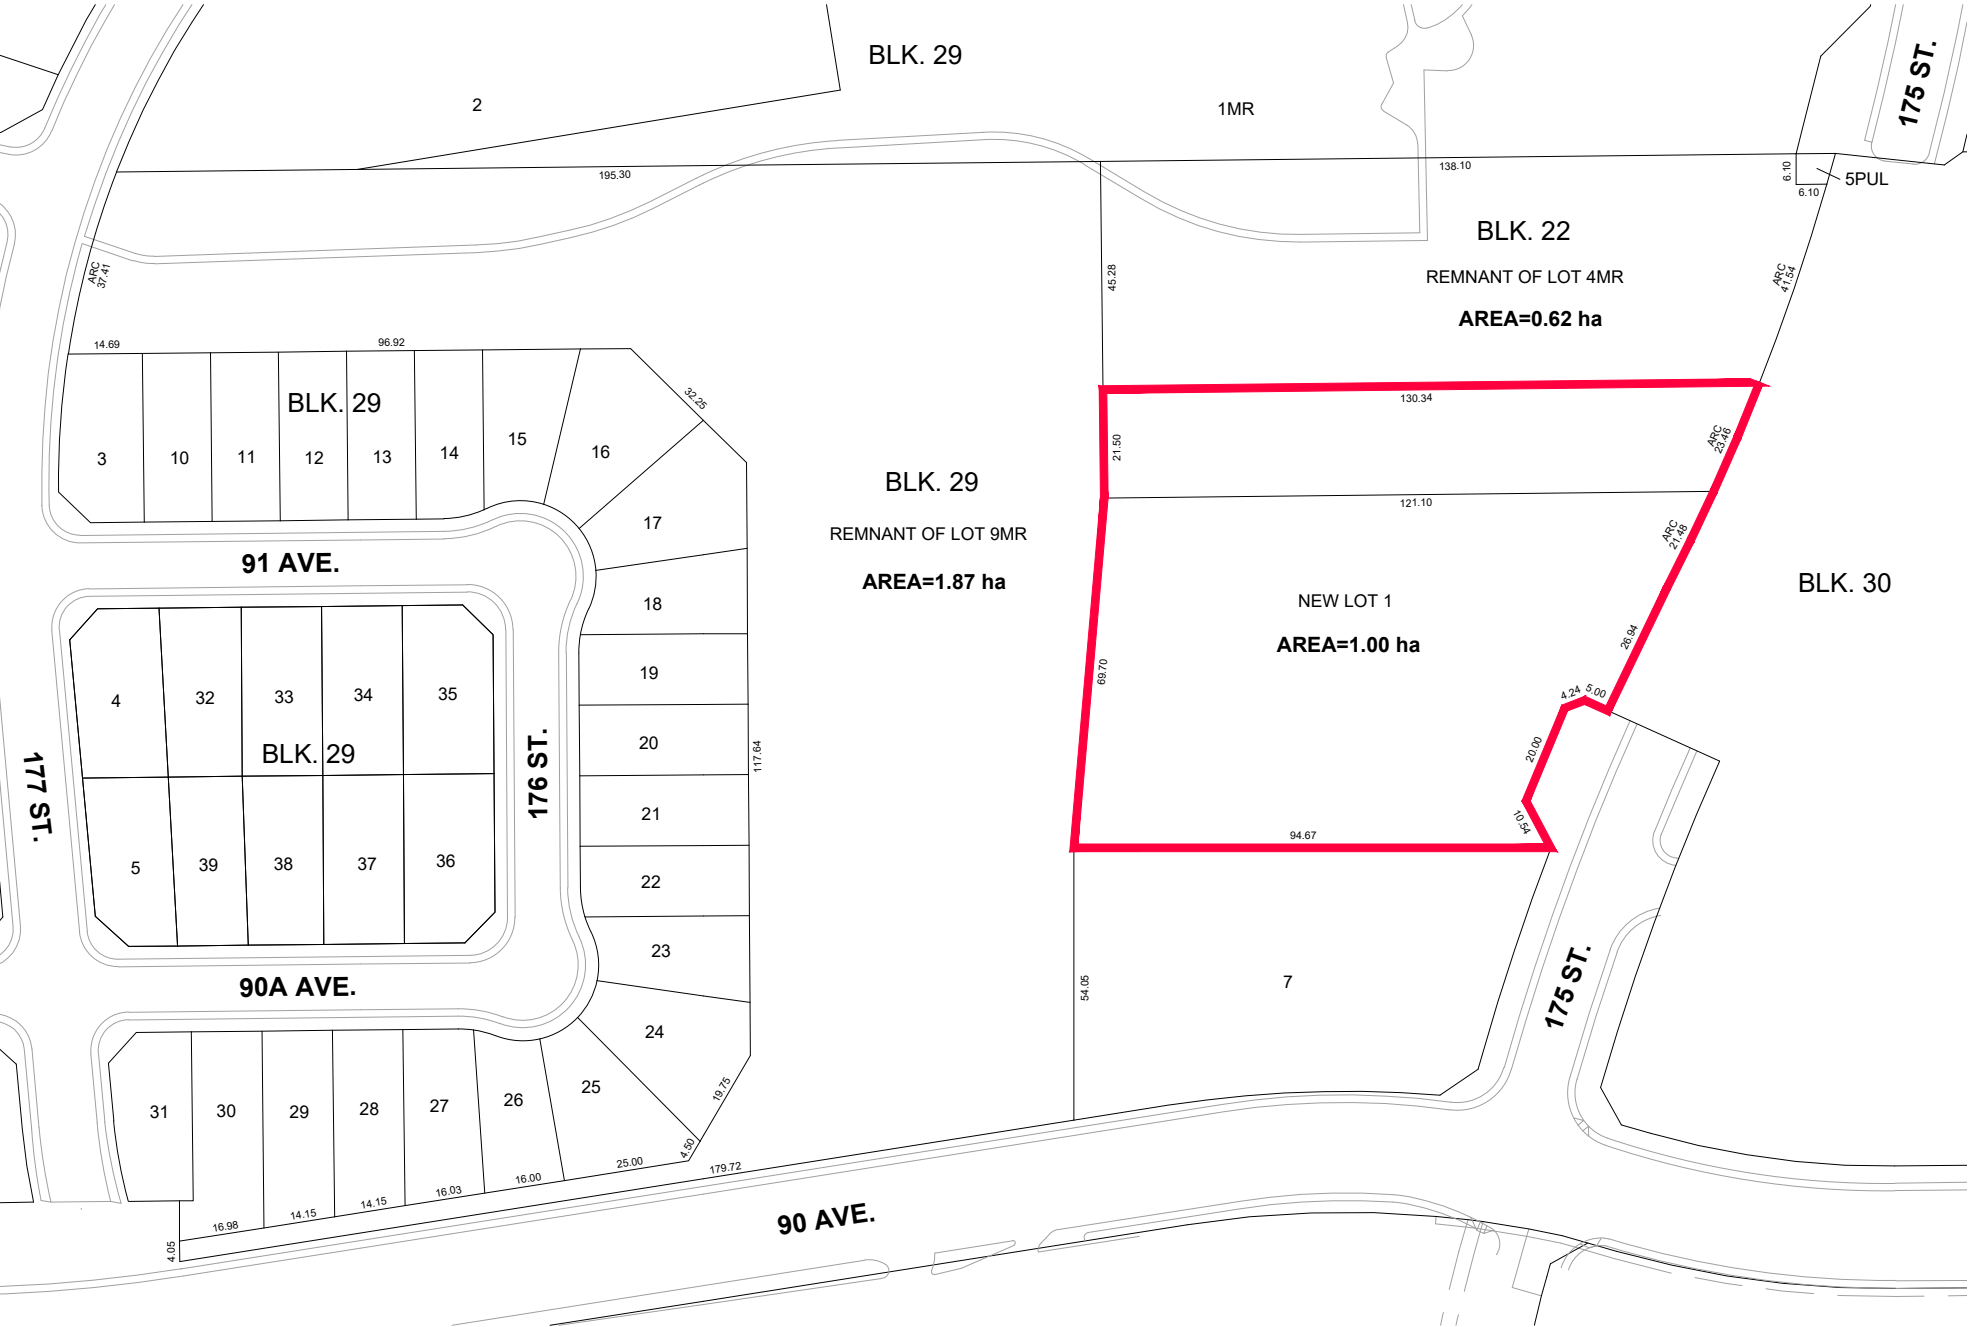 BLK. 29
2
1MR
175 ST.
195.30
138.10
6.10
6.10
5PUL
BLK. 22
REMNANT OF LOT 4MR
AREA=0.62 ha
ARC
37.41
45.28
ARC
41.54
14.69
96.92
32.25
BLK. 29
3
10
11
12
13
14
15
16
17
18
19
20
21
22
23
24
25
26
27
28
29
30
31
91 AVE.
BLK. 29
REMNANT OF LOT 9MR
AREA=1.87 ha
130.34
21.50
ARC
23.46
121.10
ARC
21.48
NEW LOT 1
AREA=1.00 ha
69.70
26.94
4.24
5.00
20.00
10.54
94.67
BLK. 30
4
32
33
34
35
BLK. 29
5
39
38
37
36
177 ST.
176 ST.
117.64
90A AVE.
54.05
7
175 ST.
19.75
4.50
25.00
16.00
16.03
14.15
14.15
16.98
4.05
179.72
90 AVE.